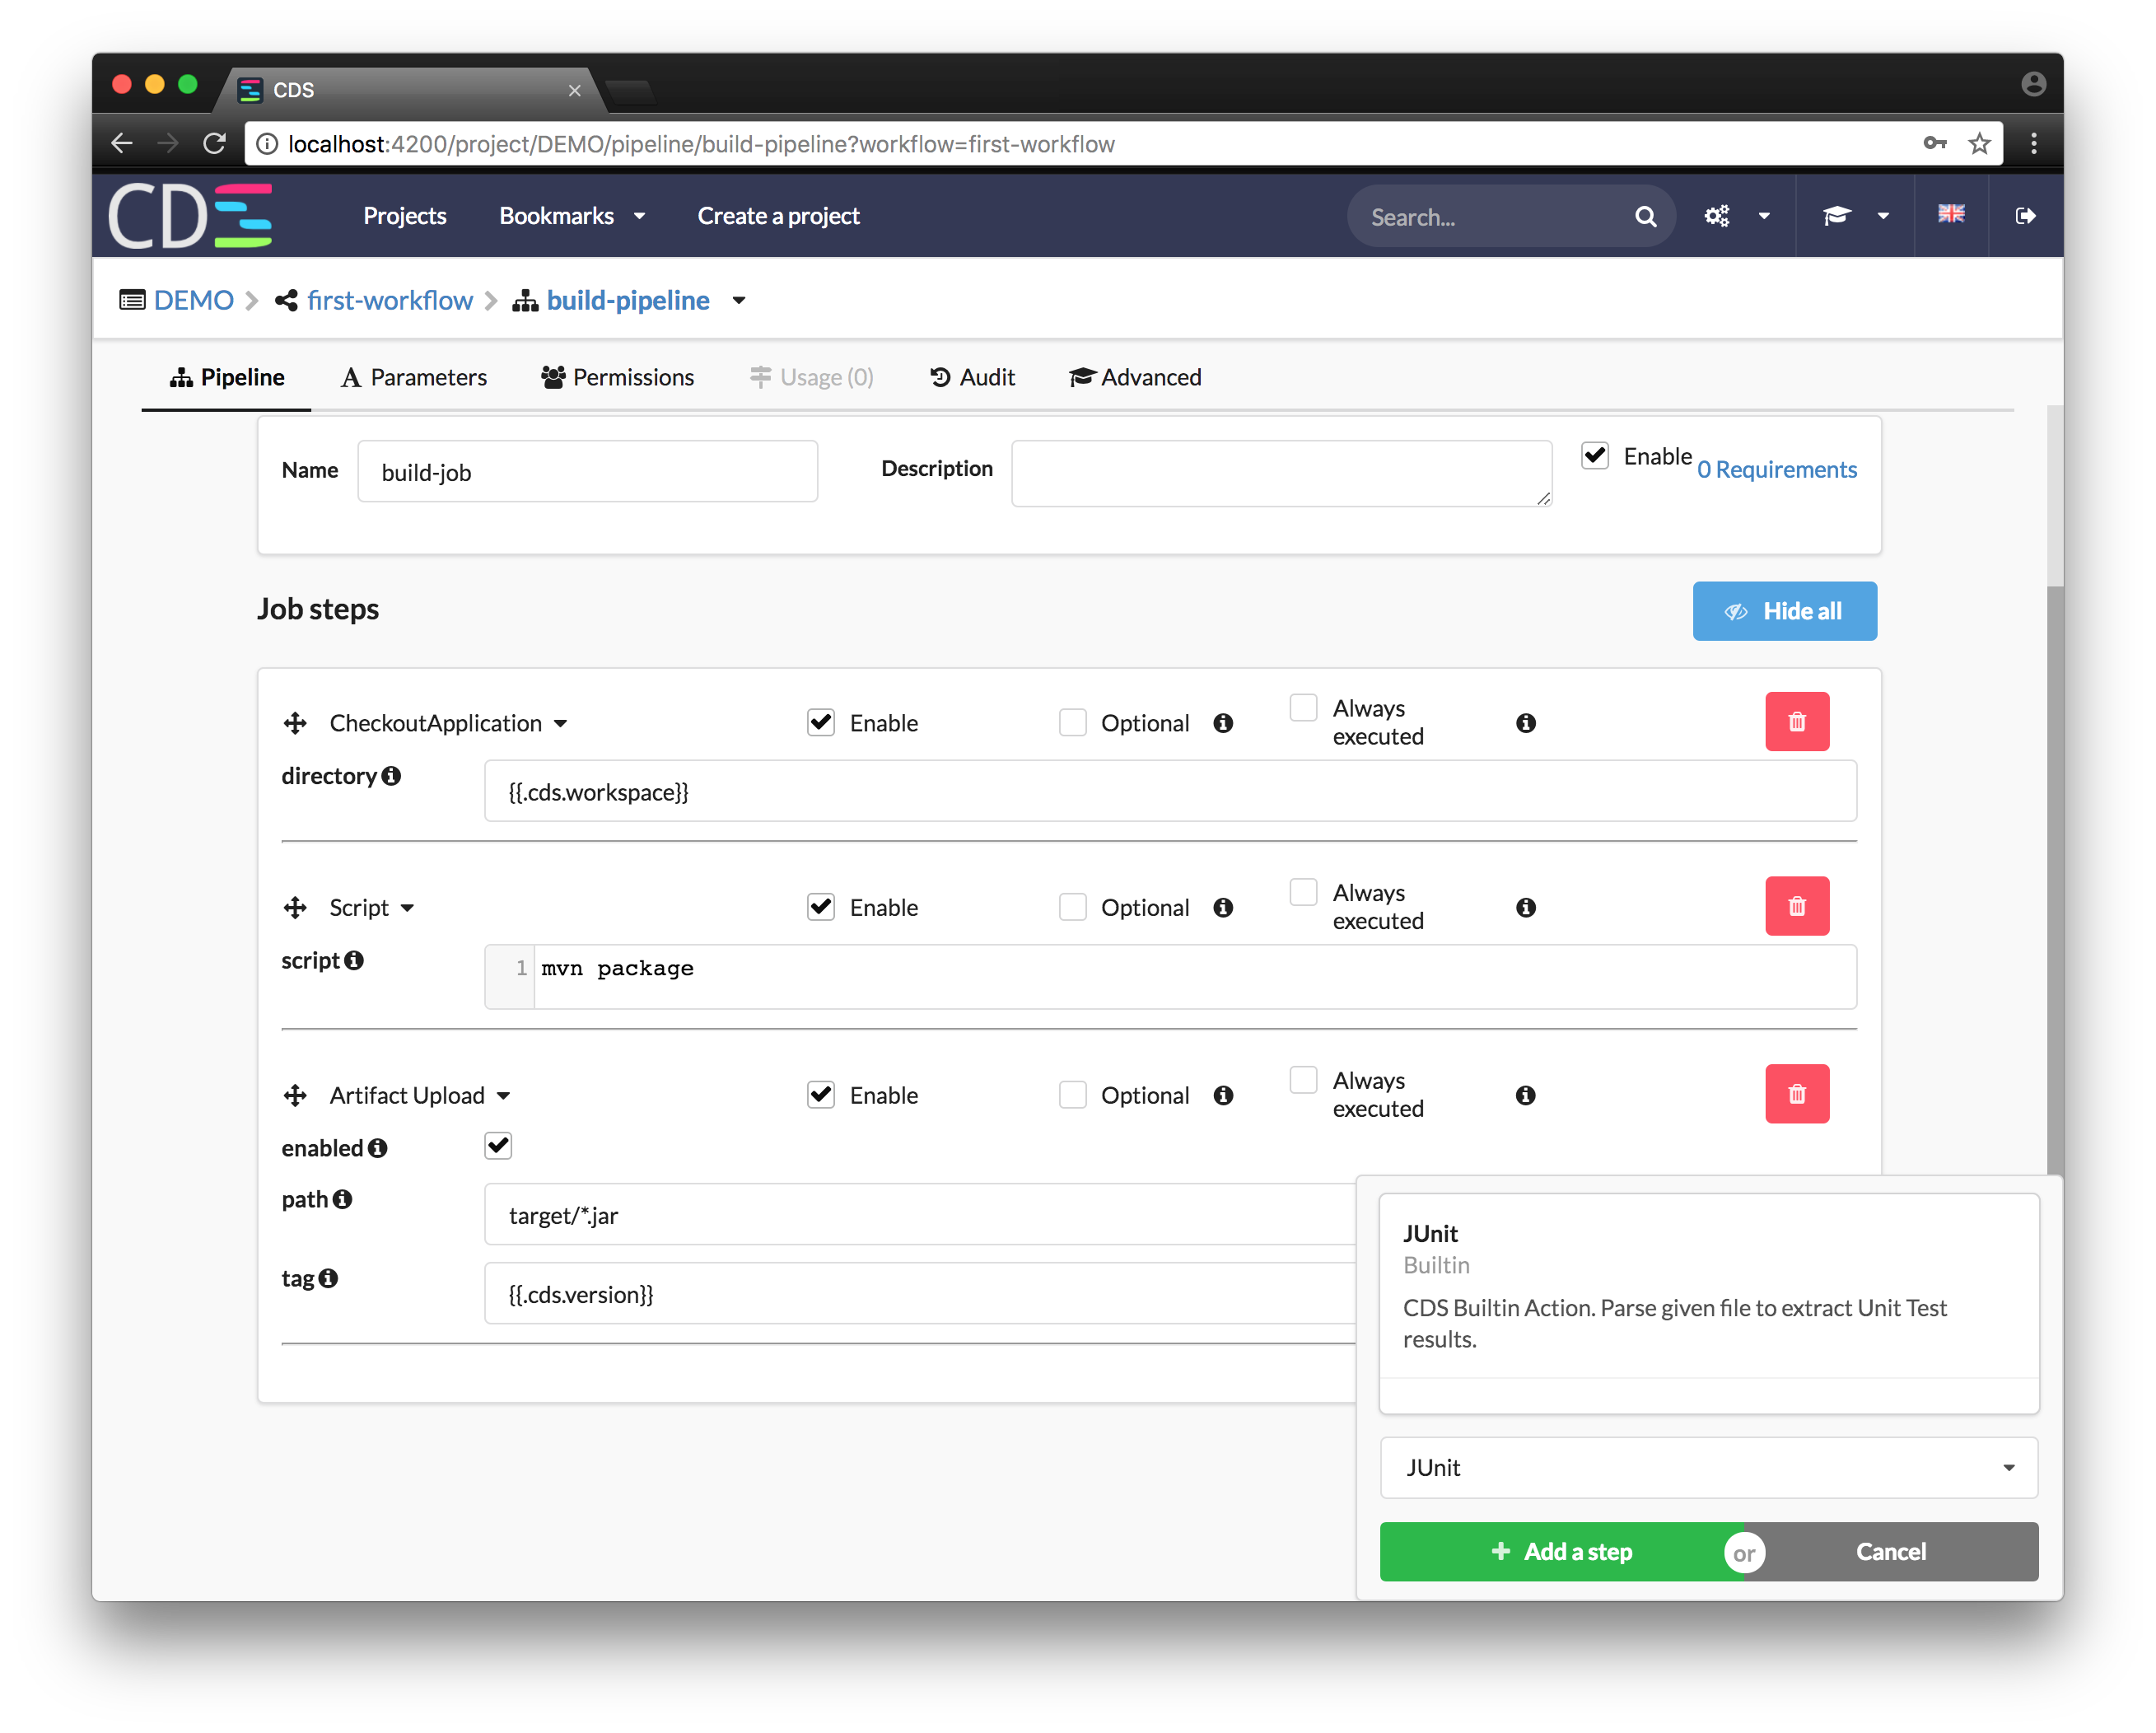 CDS
localhost:4200/project/DEMO/pipeline/build-pipeline?workflow=first-workflow
CDS Projects Bookmarks Create a project Search...
DEMO first-workflow build-pipeline
Pipeline Parameters Permissions Usage (0) Audit Advanced
Name build-job Description Enable 0 Requirements
Job steps Hide all
CheckoutApplication Enable Optional Always executed
directory {{.cds.workspace}}
Script Enable Optional Always executed
script 1 mvn package
Artifact Upload Enable Optional Always executed
enabled
path target/*.jar
tag {{.cds.version}}
JUnit
Builtin
CDS Builtin Action. Parse given file to extract Unit Test
results.
JUnit
Add a step or Cancel